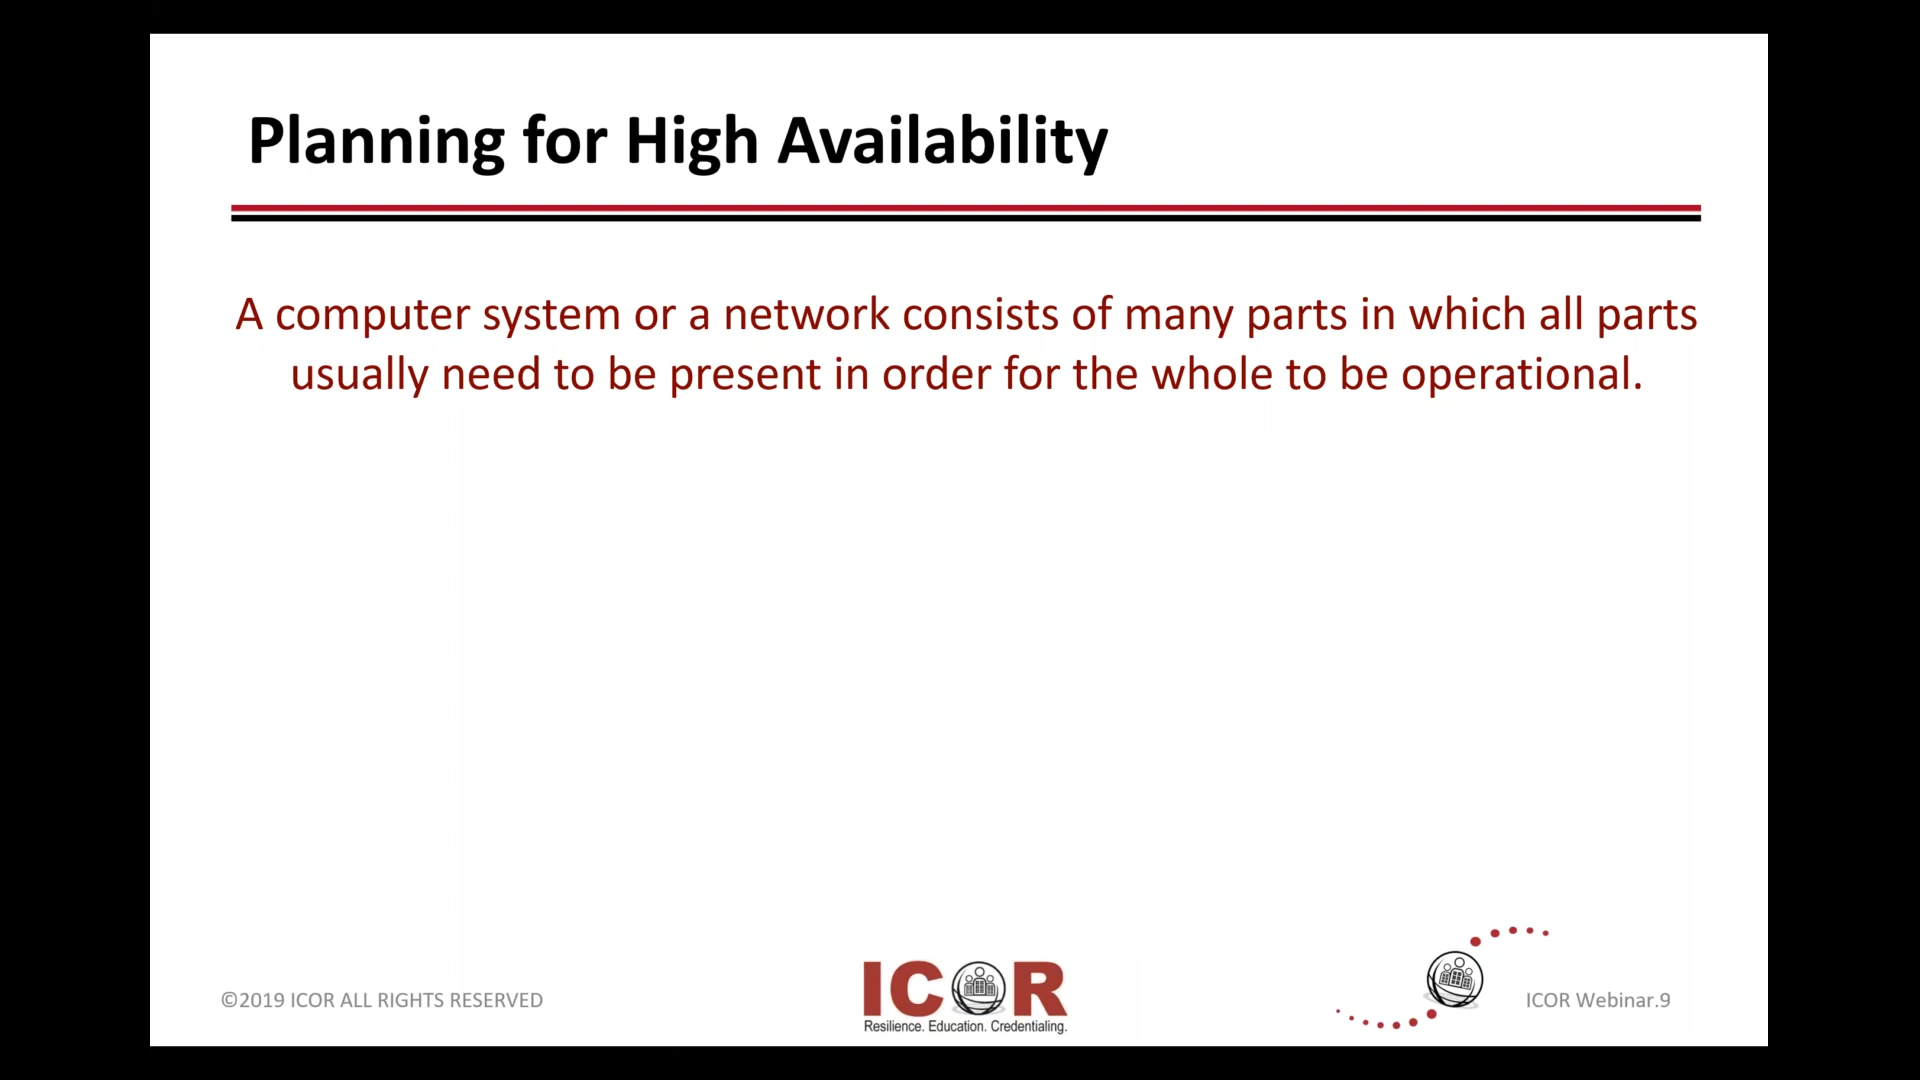 Planning for High Availability
A computer system or a network consists of many parts in which all parts
usually need to be present in order for the whole to be operational.
©2019 ICOR ALL RIGHTS RESERVED
ICOR
Resilience. Education. Credentialing.
ICOR Webinar.9